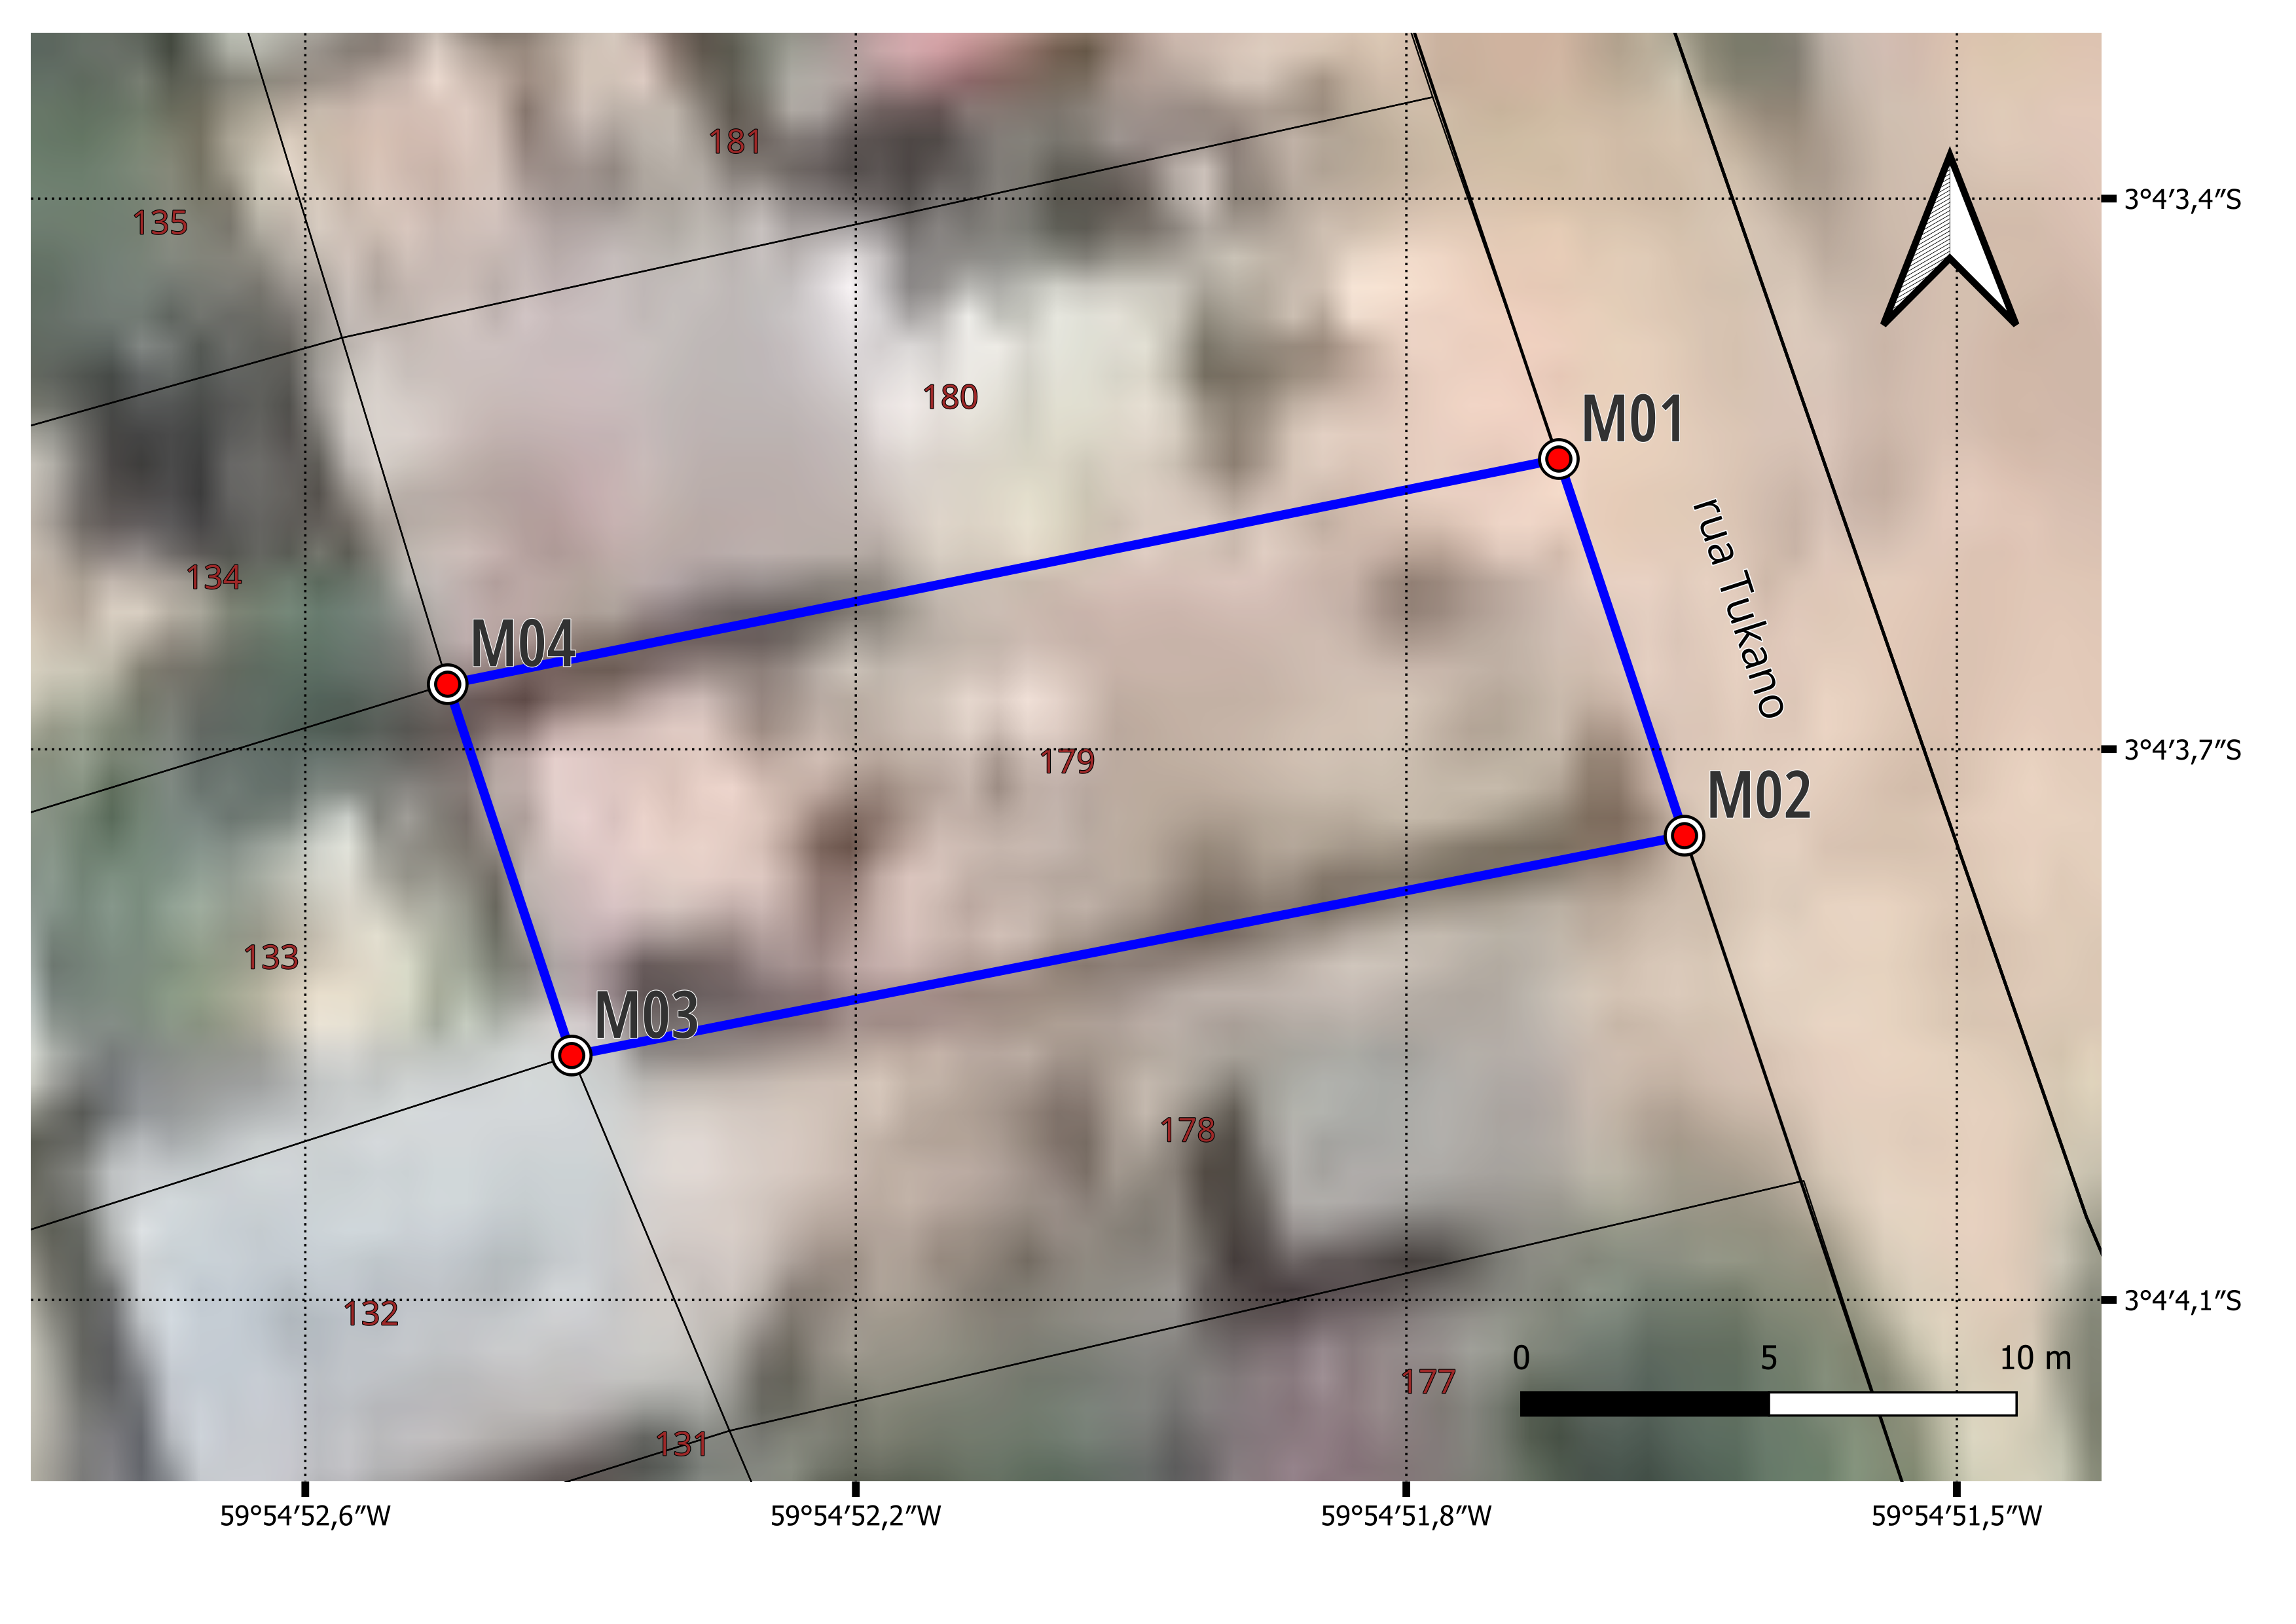 181
135
3°4′3,4″S
180
M01
rua Tukano
134
M04
3°4′3,7″S
179
M02
133
M03
178
132
0 5 10 m
177
131
3°4′4,1″S
59°54′52,6″W
59°54′52,2″W
59°54′51,8″W
59°54′51,5″W